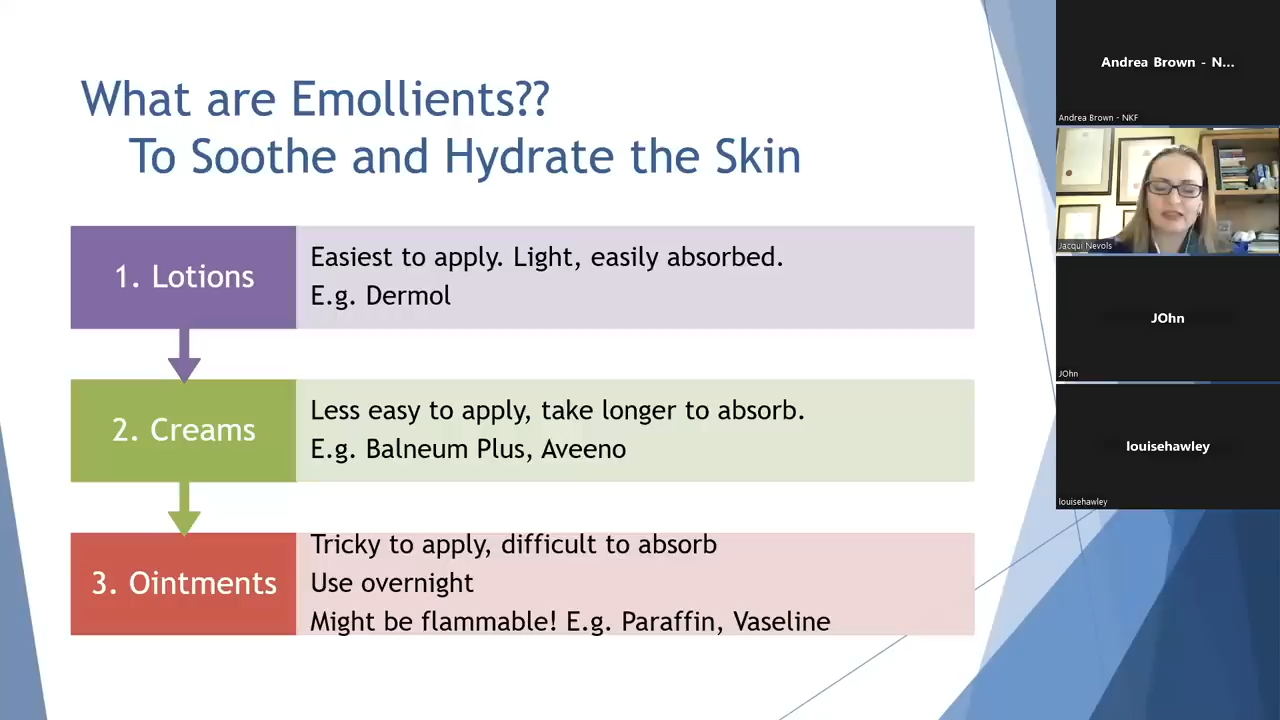 What are Emollients??
To Soothe and Hydrate the Skin
1. Lotions
Easiest to apply. Light, easily absorbed.
E.g. Dermol
2. Creams
Less easy to apply, take longer to absorb.
E.g. Balneum Plus, Aveeno
3. Ointments
Tricky to apply, difficult to absorb
Use overnight
Might be flammable! E.g. Paraffin, Vaseline
Andrea Brown - N...
Andrea Brown - NKF
Jacqui Nevols
JOhn
JOhn
louisehawley
louisehawley